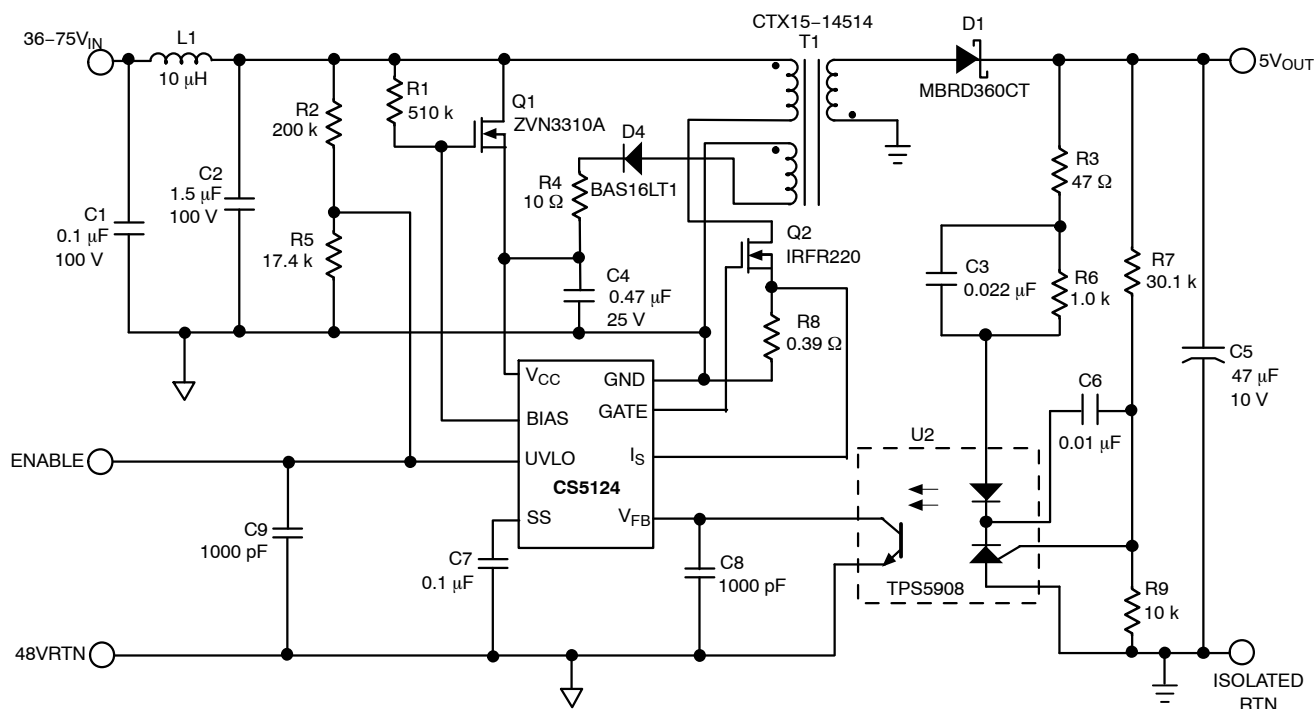 CTX15−14514
T1
D1
MBRD360CT
36−75VIN
L1
10 μH
5VOUT
R1
510 k
Q1
ZVN3310A
R2
200 k
D4
BAS16LT1
R4
10 Ω
R3
47 Ω
C2
1.5 μF
100 V
C1
0.1 μF
100 V
R5
17.4 k
Q2
IRFR220
C4
0.47 μF
25 V
C3
0.022 μF
R6
1.0 k
R7
30.1 k
R8
0.39 Ω
C5
47 μF
10 V
VCC
GND
BIAS
GATE
C6
0.01 μF
ENABLE
UVLO
IS
CS5124
SS
VFB
U2
TPS5908
C9
1000 pF
C7
0.1 μF
C8
1000 pF
R9
10 k
48VRTN
ISOLATED
RTN